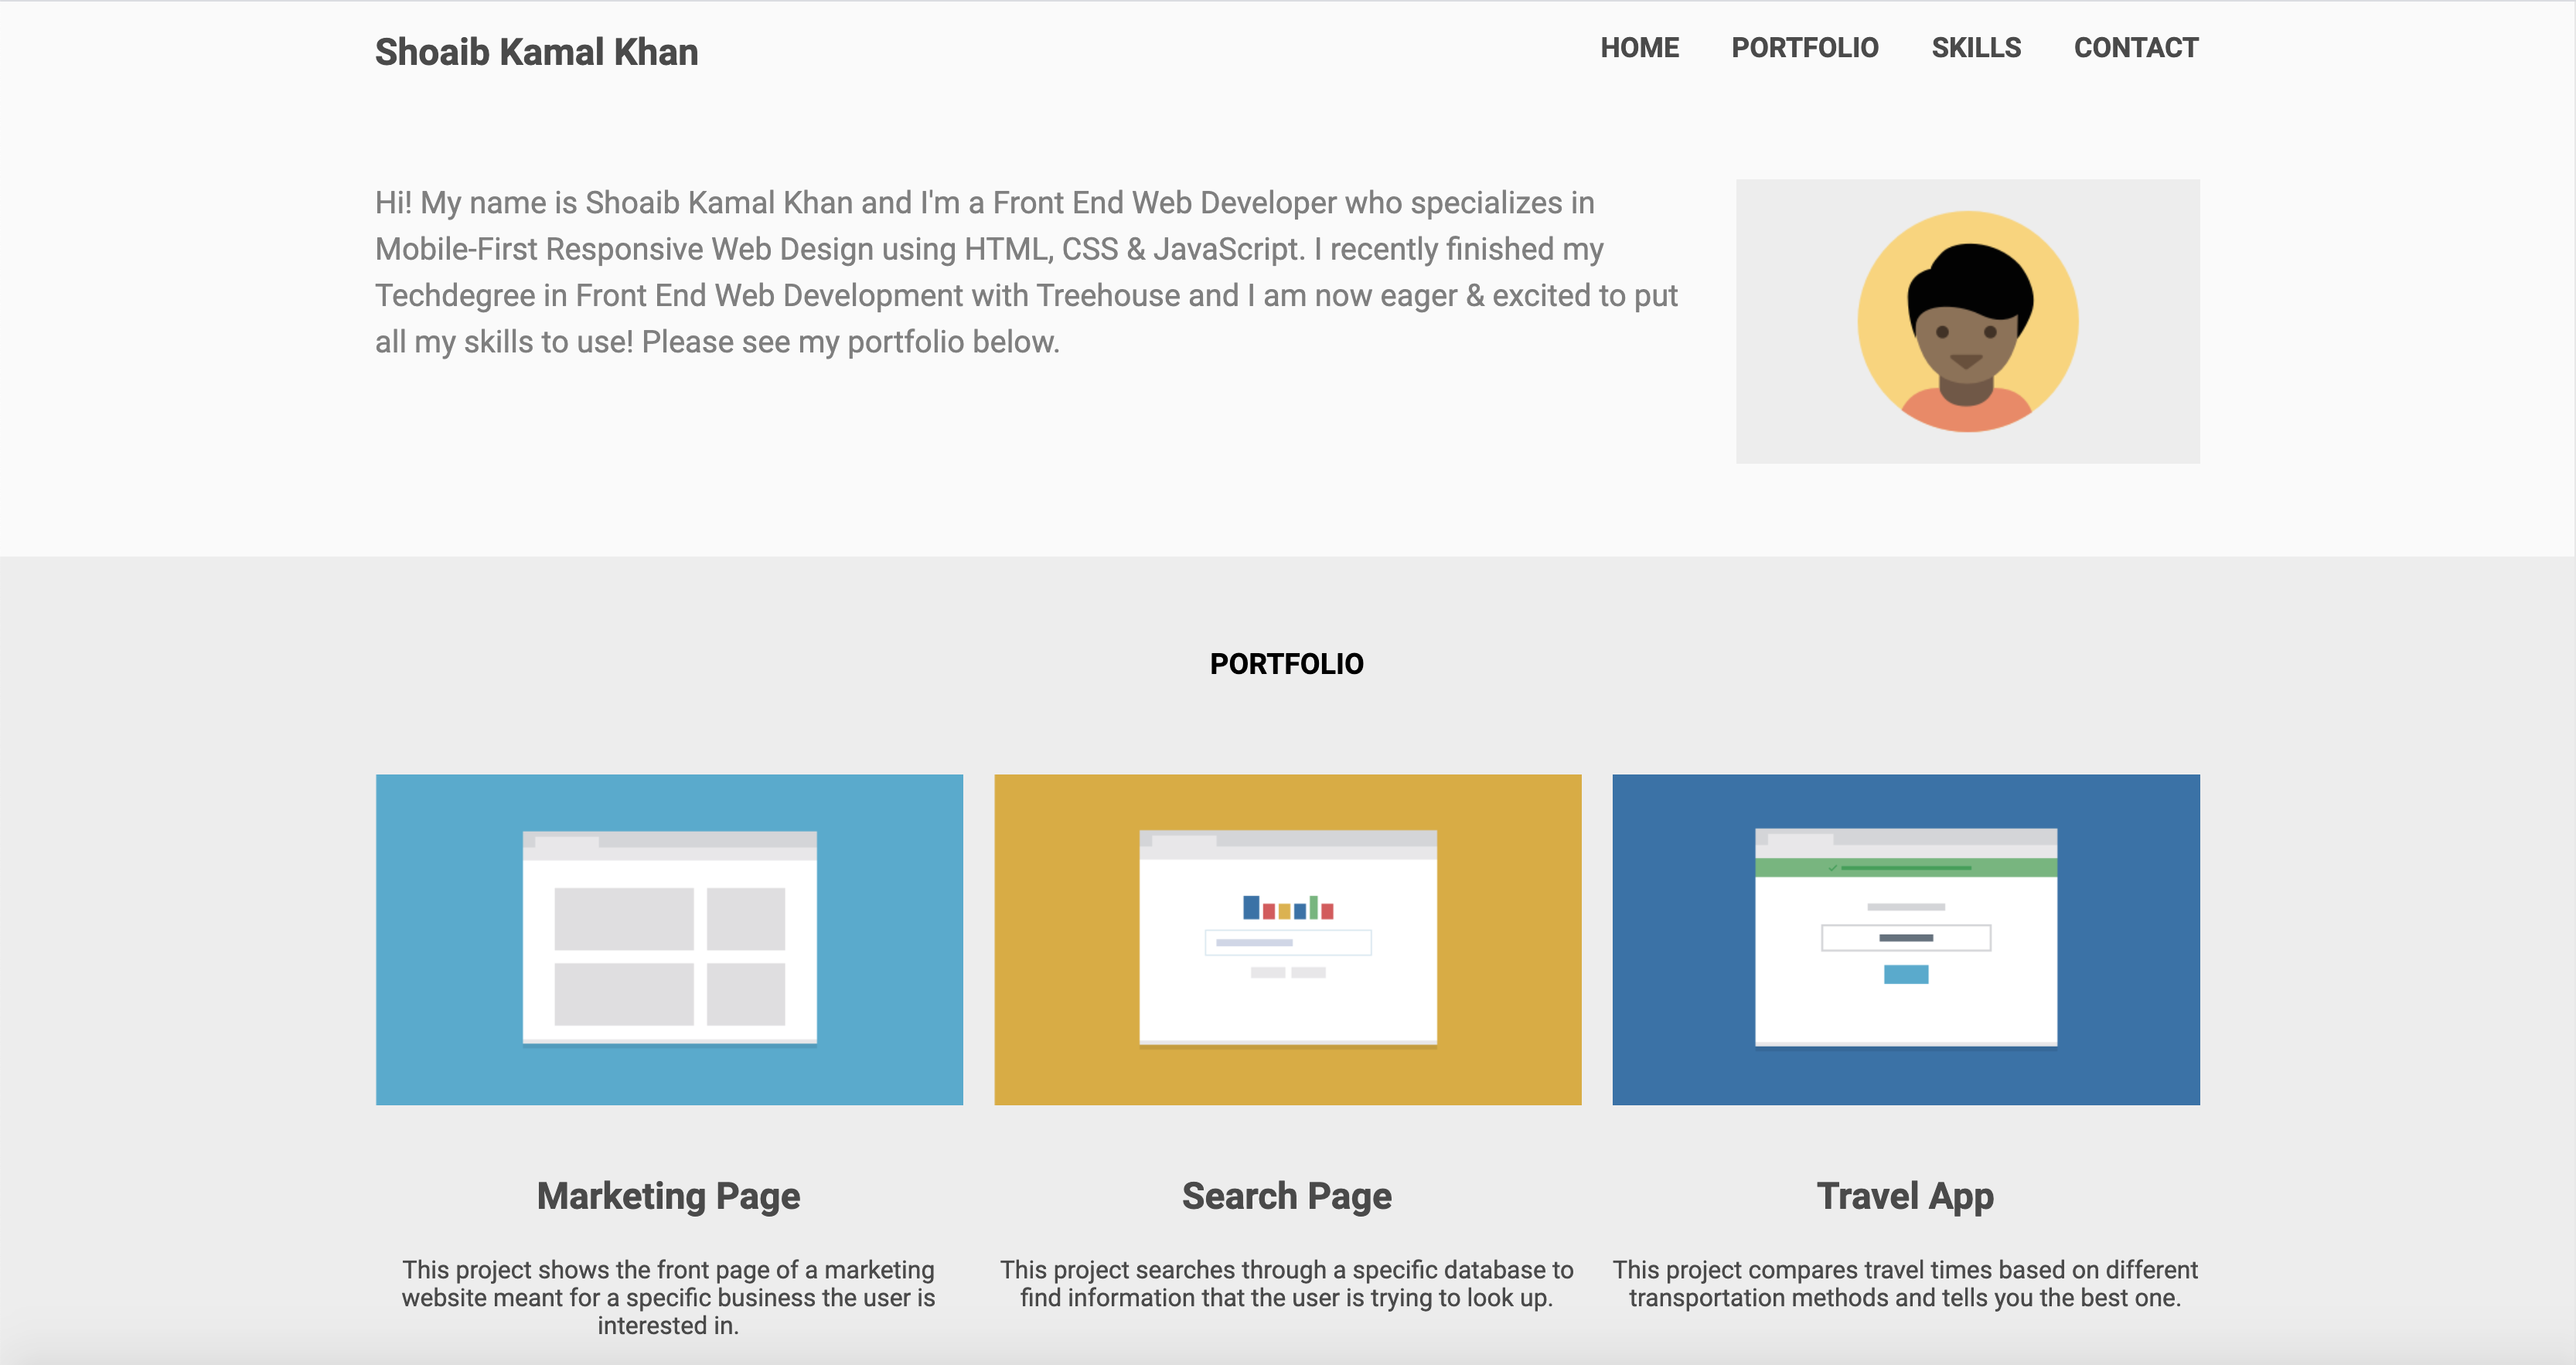 Shoaib Kamal Khan
HOME PORTFOLIO SKILLS CONTACT
Hi! My name is Shoaib Kamal Khan and I'm a Front End Web Developer who specializes in
Mobile-First Responsive Web Design using HTML, CSS & JavaScript. I recently finished my
Techdegree in Front End Web Development with Treehouse and I am now eager & excited to put
all my skills to use! Please see my portfolio below.
PORTFOLIO
Marketing Page
This project shows the front page of a marketing
website meant for a specific business the user is
interested in.
Search Page
This project searches through a specific database to
find information that the user is trying to look up.
Travel App
This project compares travel times based on different
transportation methods and tells you the best one.